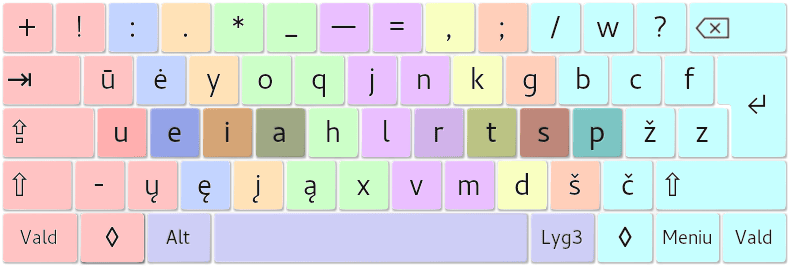 + ! : . * _ — = , ; / w ?
ū ė y o q j n k g b c f
u e i a h l r t s p ž z
- ų ę į ą x v m d š č
Vald Alt Lyg3 Meniu Vald